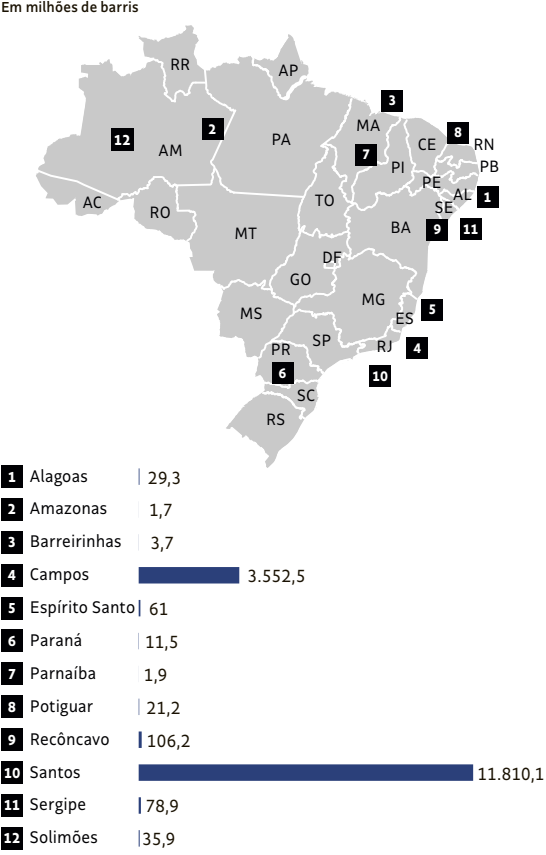 Em milhões de barris
RR
AP
3
2
12
AM
PA
MA
7
CE
8
RN
PI
PB
PE
AL
1
AC
RO
TO
SE
BA
9
11
MT
DF
GO
MG
5
MS
ES
SP
RJ
4
PR
6
10
SC
RS
1 Alagoas 29,3
2 Amazonas 1,7
3 Barreirinhas 3,7
4 Campos 3.552,5
5 Espírito Santo 61
6 Paraná 11,5
7 Parnaíba 1,9
8 Potiguar 21,2
9 Recôncavo 106,2
10 Santos 11.810,1
11 Sergipe 78,9
12 Solimões 35,9